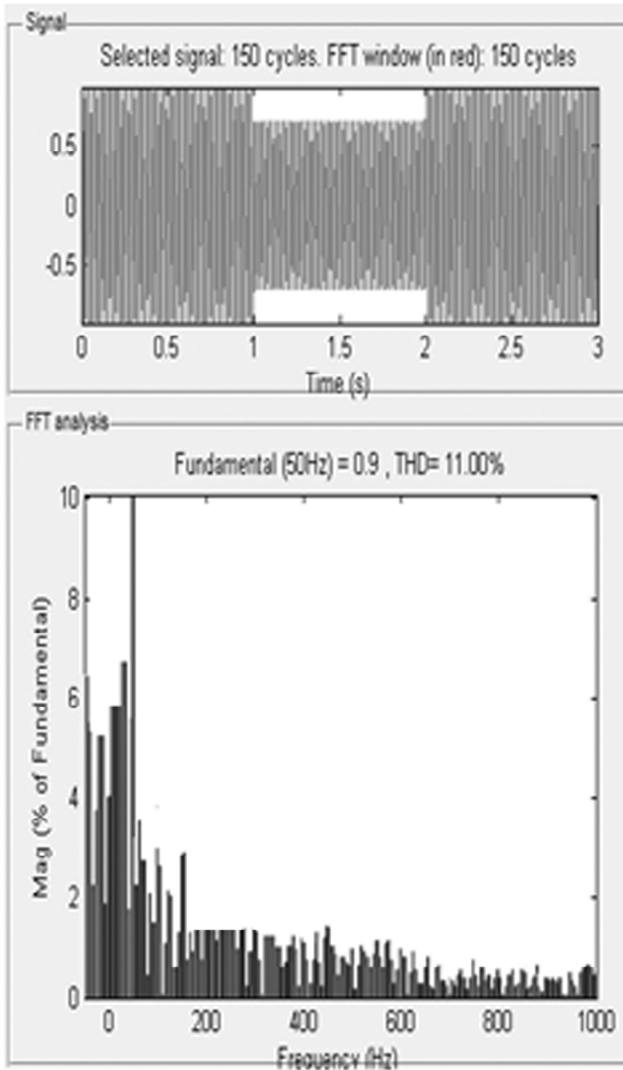 Signal
Selected signal: 150 cycles. FFT window (in red): 150 cycles
0.5
0
-0.5
0 0.5 1 1.5 2 2.5 3
Time (s)
FFT analysis
Fundamental (50Hz) = 0.9 , THD= 11.00%
Mag (% of Fundamental)
10
8
6
4
2
0
0 200 400 600 800 1000
Frequency (Hz)